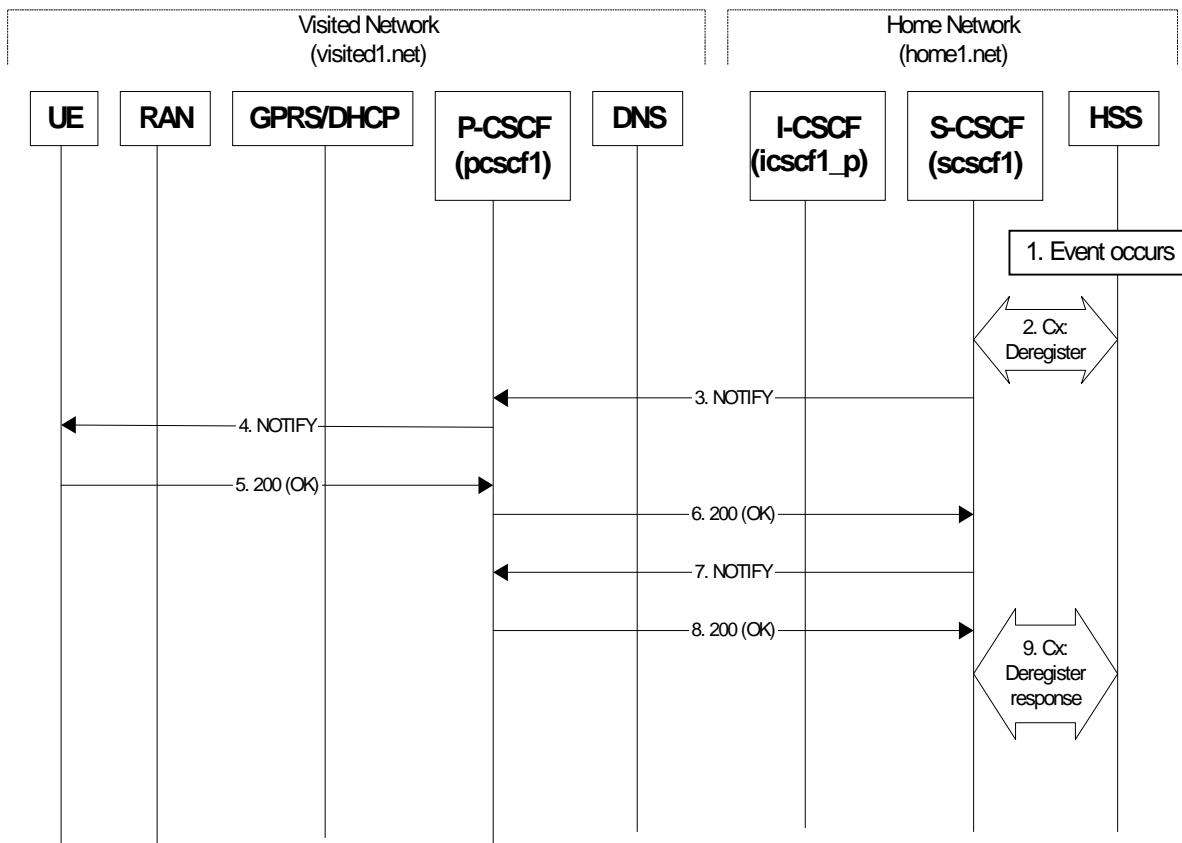 Visited Network
(visited1.net)
Home Network
(home1.net)
UE
RAN
GPRS/DHCP
P-CSCF
(pcscf1)
DNS
I-CSCF
(icscf1_p)
S-CSCF
(scscf1)
HSS
1. Event occurs
2. Cx:
Deregister
3. NOTIFY
4. NOTIFY
5. 200 (OK)
6. 200 (OK)
7. NOTIFY
8. 200 (OK)
9. Cx:
Deregister
response